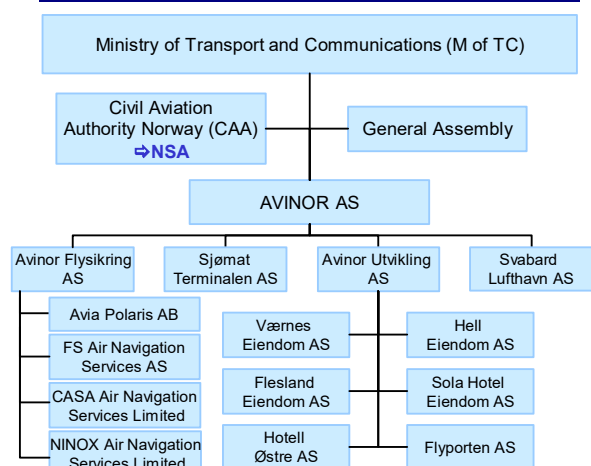 Ministry of Transport and Communications (M of TC)
Civil Aviation
Authority Norway (CAA)
⇨NSA
General Assembly
AVINOR AS
Avinor Flysikring
AS
Sjømat
Terminalen AS
Avinor Utvikling
AS
Svabard
Lufthavn AS
Avia Polaris AB
FS Air Navigation
Services AS
CASA Air Navigation
Services Limited
NINOX Air Navigation
Services Limited
Værnes
Eiendom AS
Hell
Eiendom AS
Flesland
Eiendom AS
Sola Hotel
Eiendom AS
Hotell
Østre AS
Flyporten AS